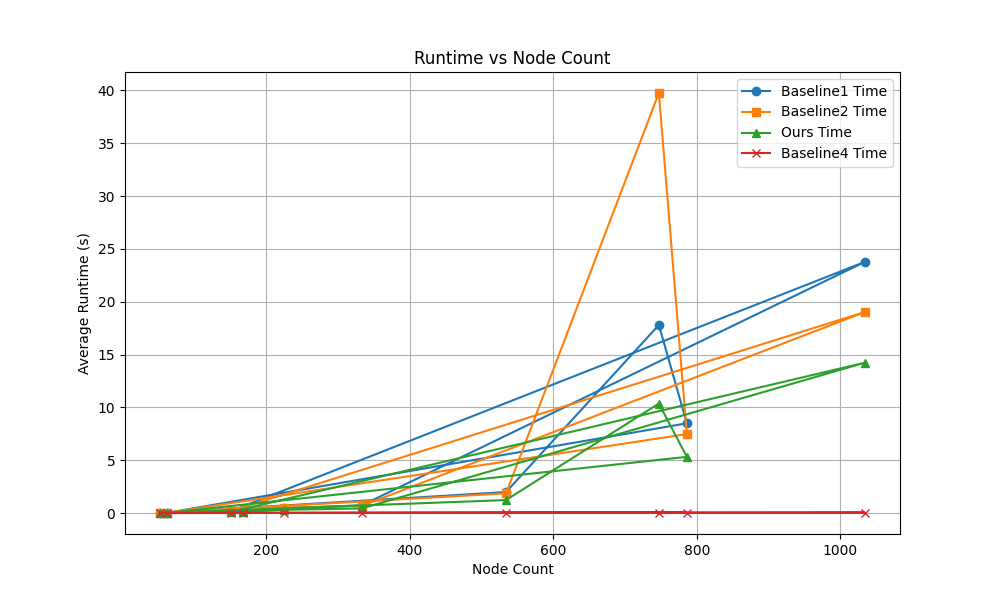 Runtime vs Node Count
Baseline1 Time
Baseline2 Time
Ours Time
Baseline4 Time
Average Runtime (s)
40
35
30
25
20
15
10
5
0
200 400 600 800 1000
Node Count